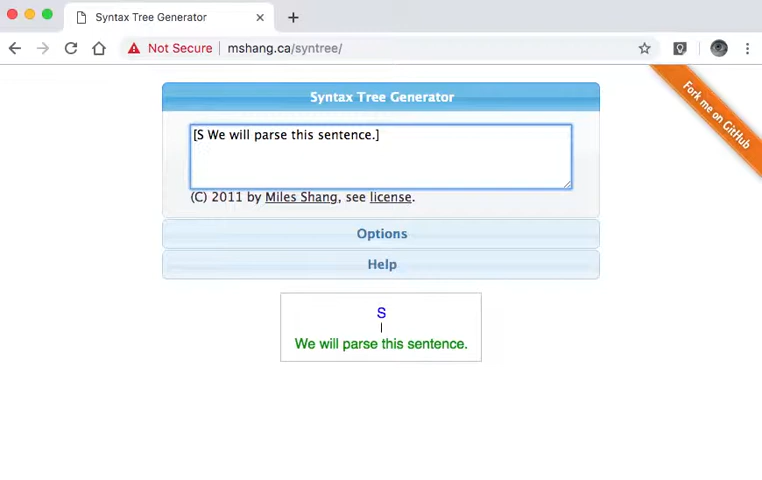 Syntax Tree Generator
Not Secure mshang.ca/syntree/
Fork me on GitHub
Syntax Tree Generator
[S We will parse this sentence.]
(C) 2011 by Miles Shang, see license.
Options
Help
S
We will parse this sentence.